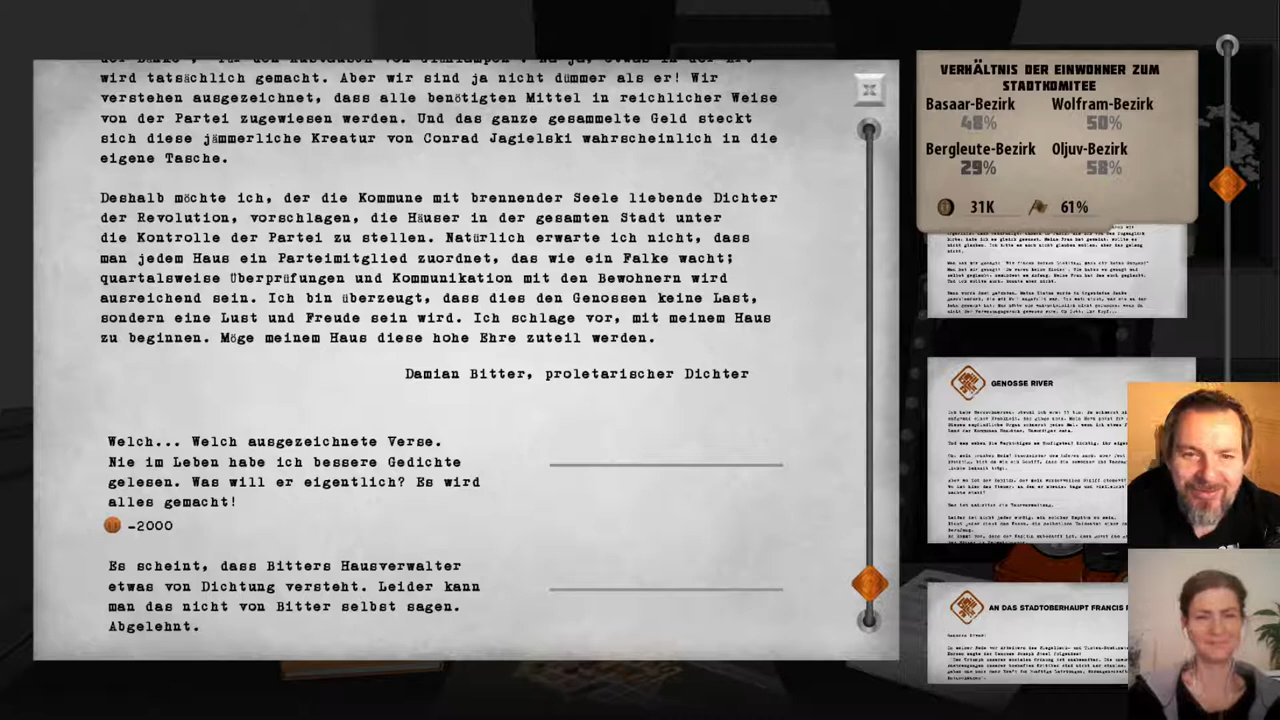 wird tatsächlich gemacht. Aber wir sind ja nicht dümmer als er! Wir
verstehen ausgezeichnet, dass alle benötigten Mittel in reichlicher Weise
von der Partei zugewiesen werden. Und das ganze gesammelte Geld steckt
sich diese jämmerliche Kreatur von Conrad Jagielski wahrscheinlich in die
eigene Tasche.
Deshalb möchte ich, der die Kommune mit brennender Seele liebende Dichter
der Revolution, vorschlagen, die Häuser in der gesamten Stadt unter
die Kontrolle der Partei zu stellen. Natürlich erwarte ich nicht, dass
man jedem Haus ein Parteimitglied zuordnet, das wie ein Falke wacht;
quartalsweise Überprüfungen und Kommunikation mit den Bewohnern wird
ausreichend sein. Ich bin überzeugt, dass dies den Genossen keine Last,
sondern eine Lust und Freude sein wird. Ich schlage vor, mit meinem Haus
zu beginnen. Möge meinem Haus diese hohe Ehre zuteil werden.
Damian Bitter, proletarischer Dichter
Welch... Welch ausgezeichnete Verse.
Nie im Leben habe ich bessere Gedichte
gelesen. Was will er eigentlich? Es wird
alles gemacht!
-2000
Es scheint, dass Bitters Hausverwalter
etwas von Dichtung versteht. Leider kann
man das nicht von Bitter selbst sagen.
Abgelehnt.
VERHÄLTNIS DER EINWOHNER ZUM
STADTKOMITEE
Basaar-Bezirk Wolfram-Bezirk
48% 50%
Bergleute-Bezirk Oljuv-Bezirk
29% 58%
31K 61%
GENOSSE RIVER
AN DAS STADTOBERHAUPT FRANCIS